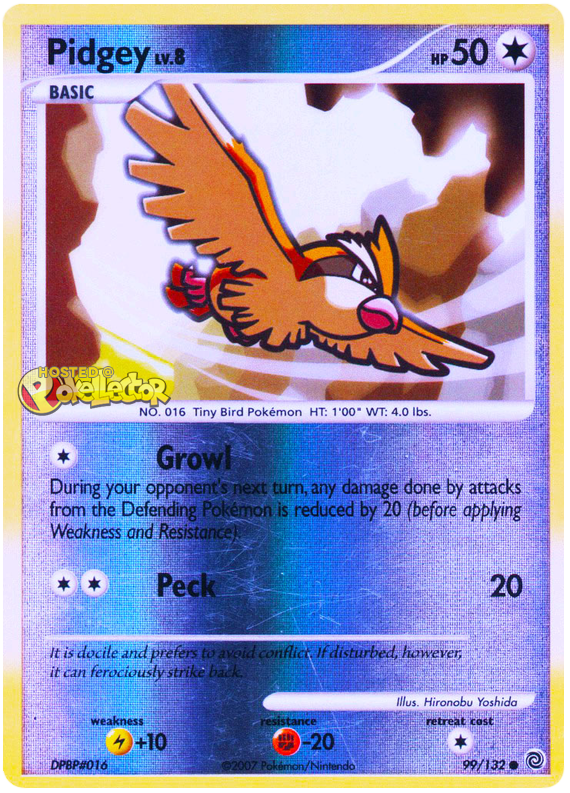 Pidgey LV.8 HP 50
BASIC
HOSTED @
Pokellector
NO. 016 Tiny Bird Pokémon HT: 1'00" WT: 4.0 lbs.
Growl
During your opponent's next turn, any damage done by attacks
from the Defending Pokémon is reduced by 20 (before applying
Weakness and Resistance).
Peck 20
It is docile and prefers to avoid conflict. If disturbed, however,
it can ferociously strike back.
Illus. Hironobu Yoshida
weakness resistance retreat cost
+10 -20
DPBP#016 ©2007 Pokémon/Nintendo 99/132